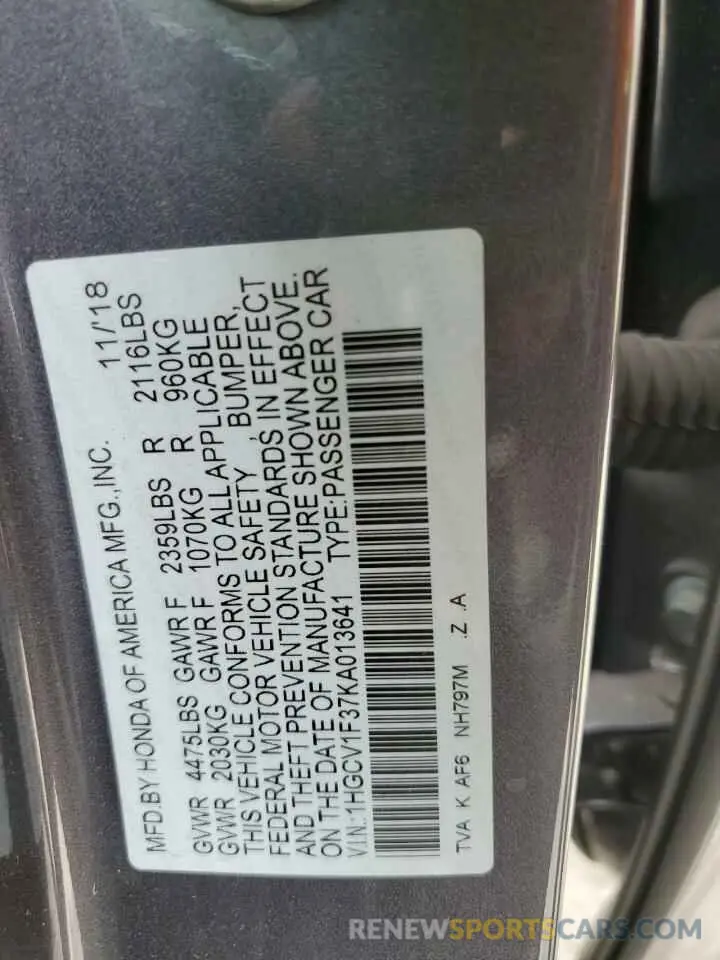 MFD.BY HONDA OF AMERICA MFG.,INC. 11/'18
GVWR 4475LBS GAWR F 2359LBS R 2116LBS
GVWR 2030KG GAWR F 1070KG R 960KG
THIS VEHICLE CONFORMS TO ALL APPLICABLE
FEDERAL MOTOR VEHICLE SAFETY , BUMPER,
AND THEFT PREVENTION STANDARDS IN EFFECT
ON THE DATE OF MANUFACTURE SHOWN ABOVE.
V.I.N.:1HGCV1F37KA013641 TYPE:PASSENGER CAR
TVA K AF6 NH797M .Z .A
RENEWSPORTSCARS.COM